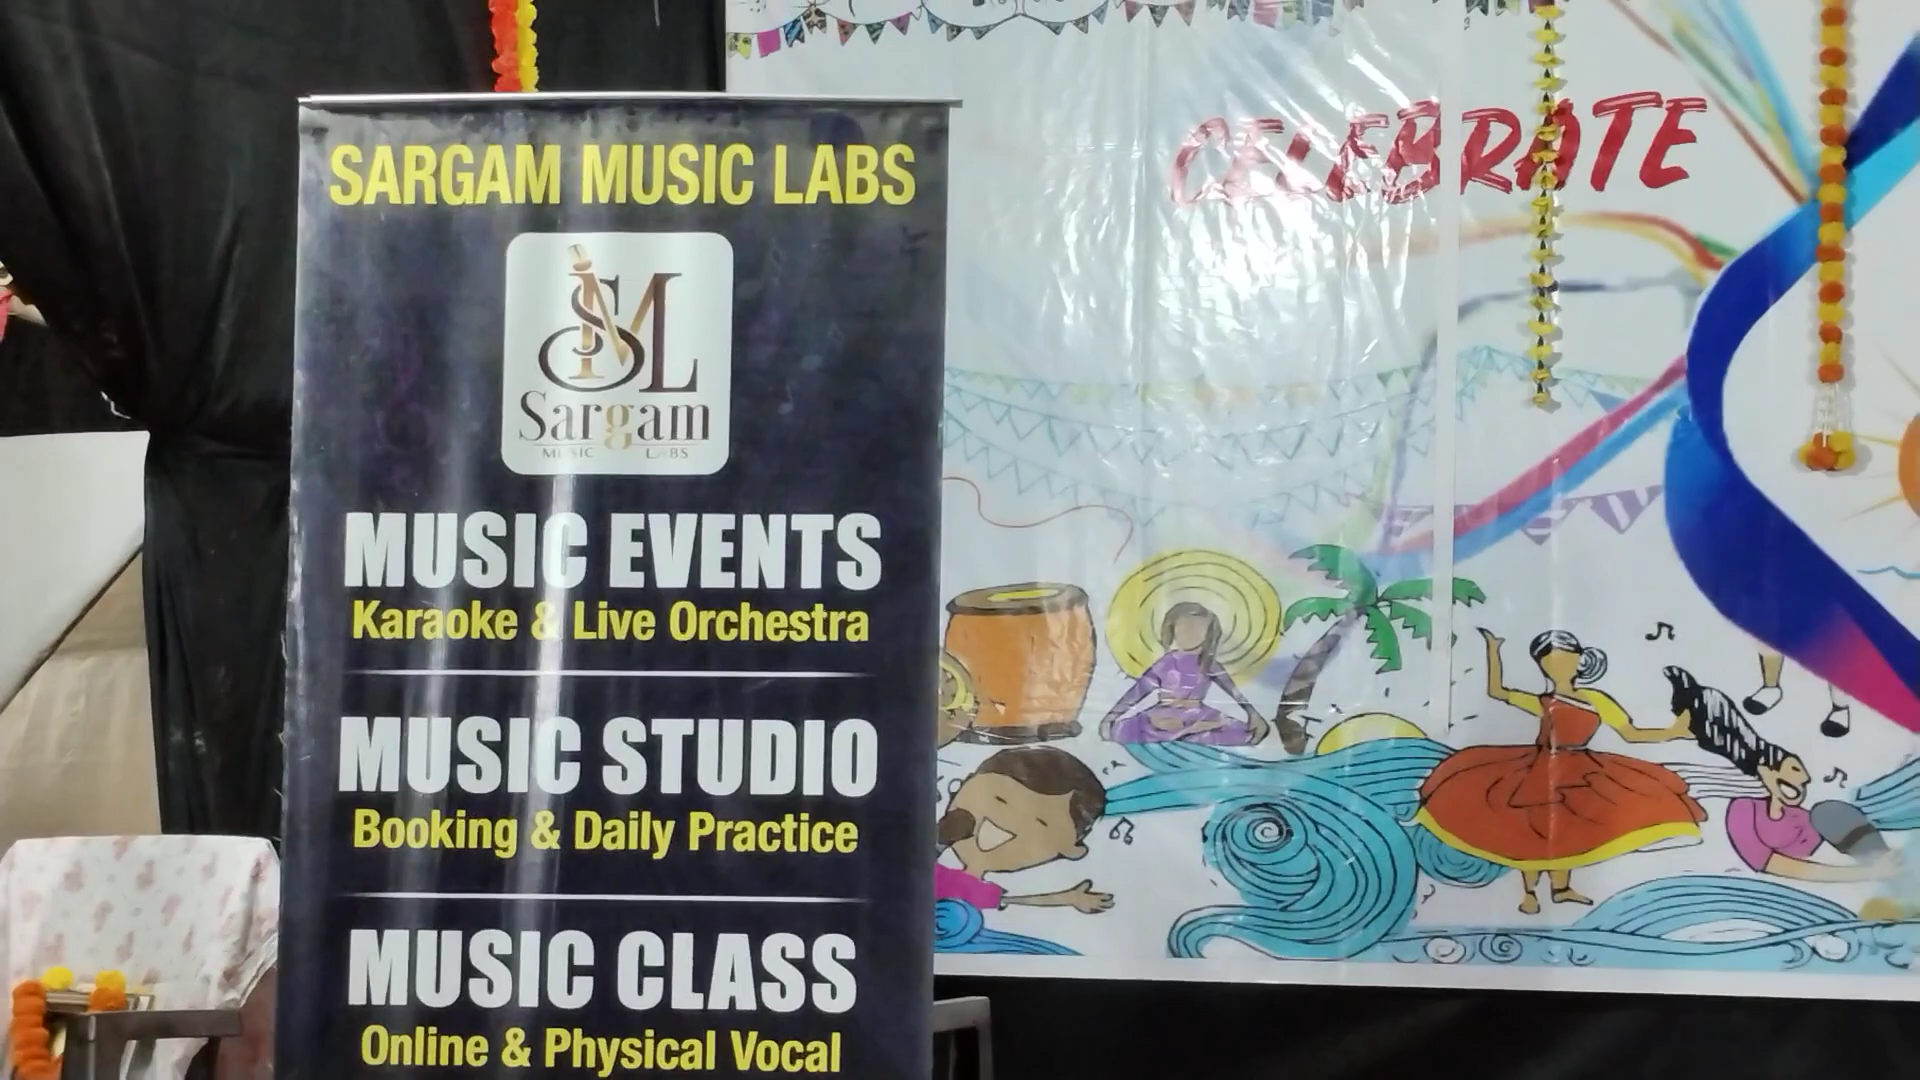 SARGAM MUSIC LABS
SML
Sargam
MUSIC LABS
MUSIC EVENTS
Karaoke & Live Orchestra
MUSIC STUDIO
Booking & Daily Practice
MUSIC CLASS
Online & Physical Vocal
CELEBRATE